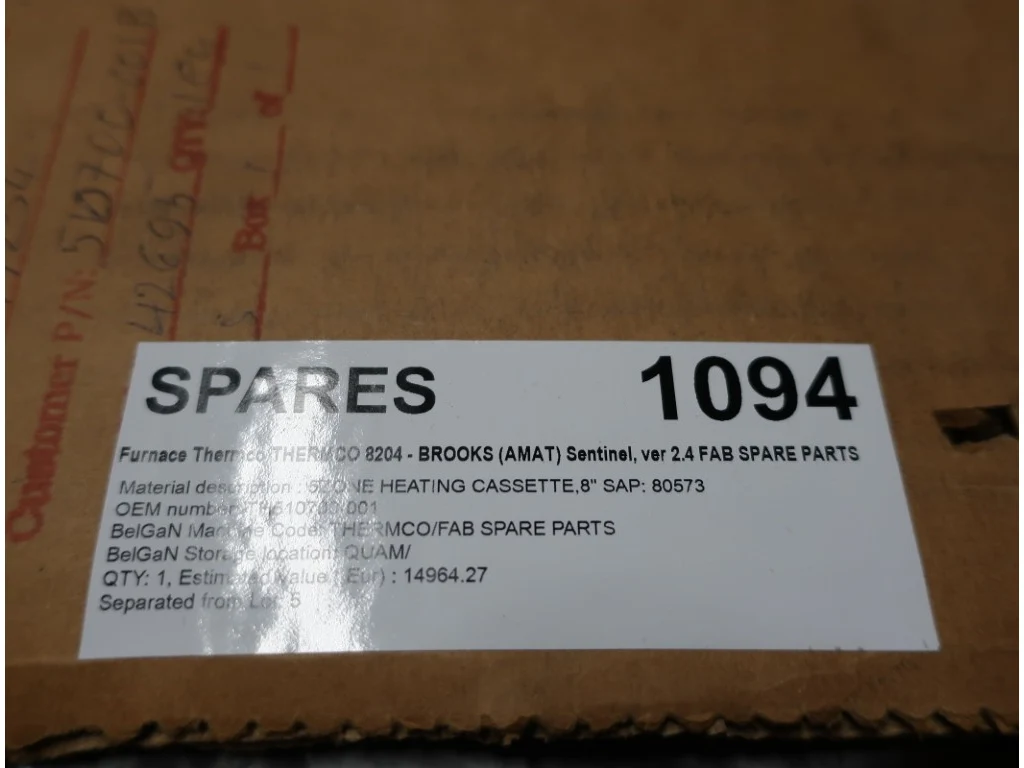 SPARES 1094
Furnace Thermco/THERMCO 8204 - BROOKS (AMAT) Sentinel, ver 2.4 FAB SPARE PARTS
Material description : 5ZONE HEATING CASSETTE,8" SAP: 80573
OEM number:
BelGaN Machine Code: THERMCO/FAB SPARE PARTS
BelGaN Storage location: QUAM/
QTY: 1, Estimated value (Eur) : 14964.27
Separated from Lot: 5
Customer P/N:
QTY:
Box 1 of